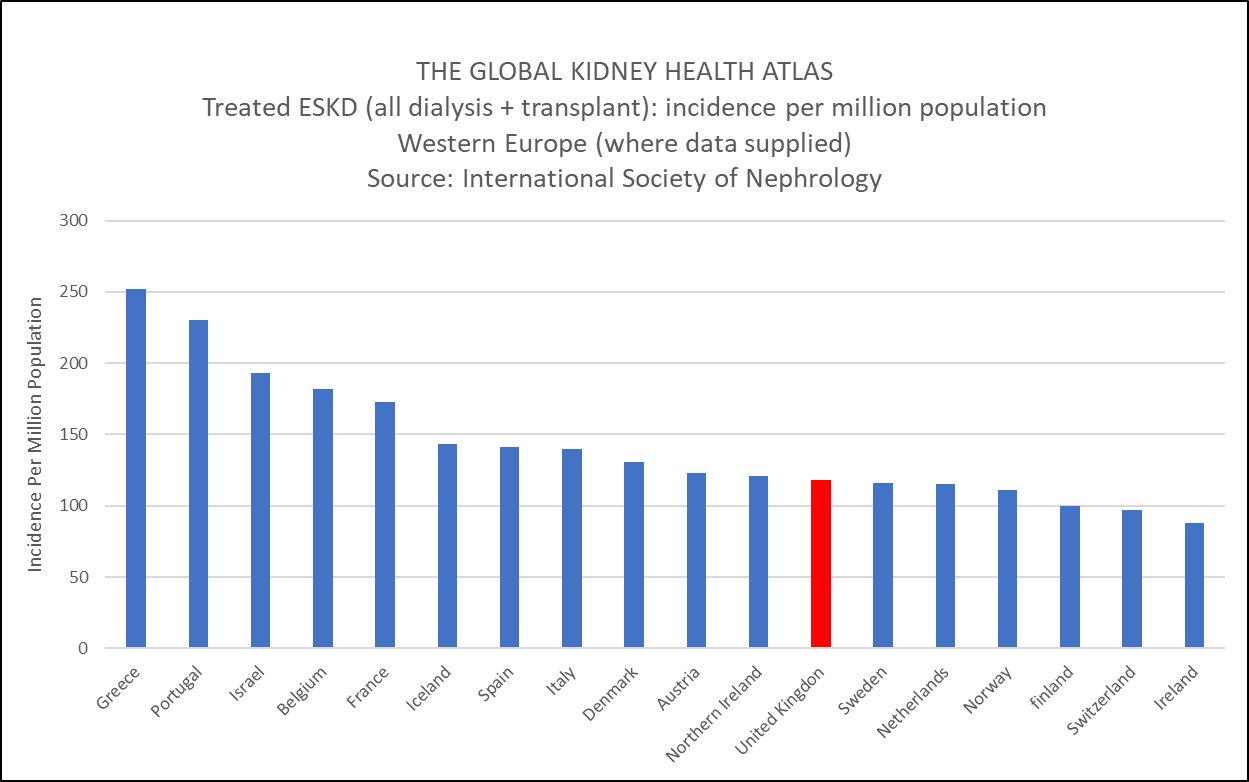 THE GLOBAL KIDNEY HEALTH ATLAS
Treated ESKD (all dialysis + transplant): incidence per million population
Western Europe (where data supplied)
Source: International Society of Nephrology
Incidence Per Million Population
300
250
200
150
100
50
0
Greece
Portugal
Israel
Belgium
France
Iceland
Spain
Italy
Denmark
Austria
Northern Ireland
United Kingdon
Sweden
Netherlands
Norway
finland
Switzerland
Ireland